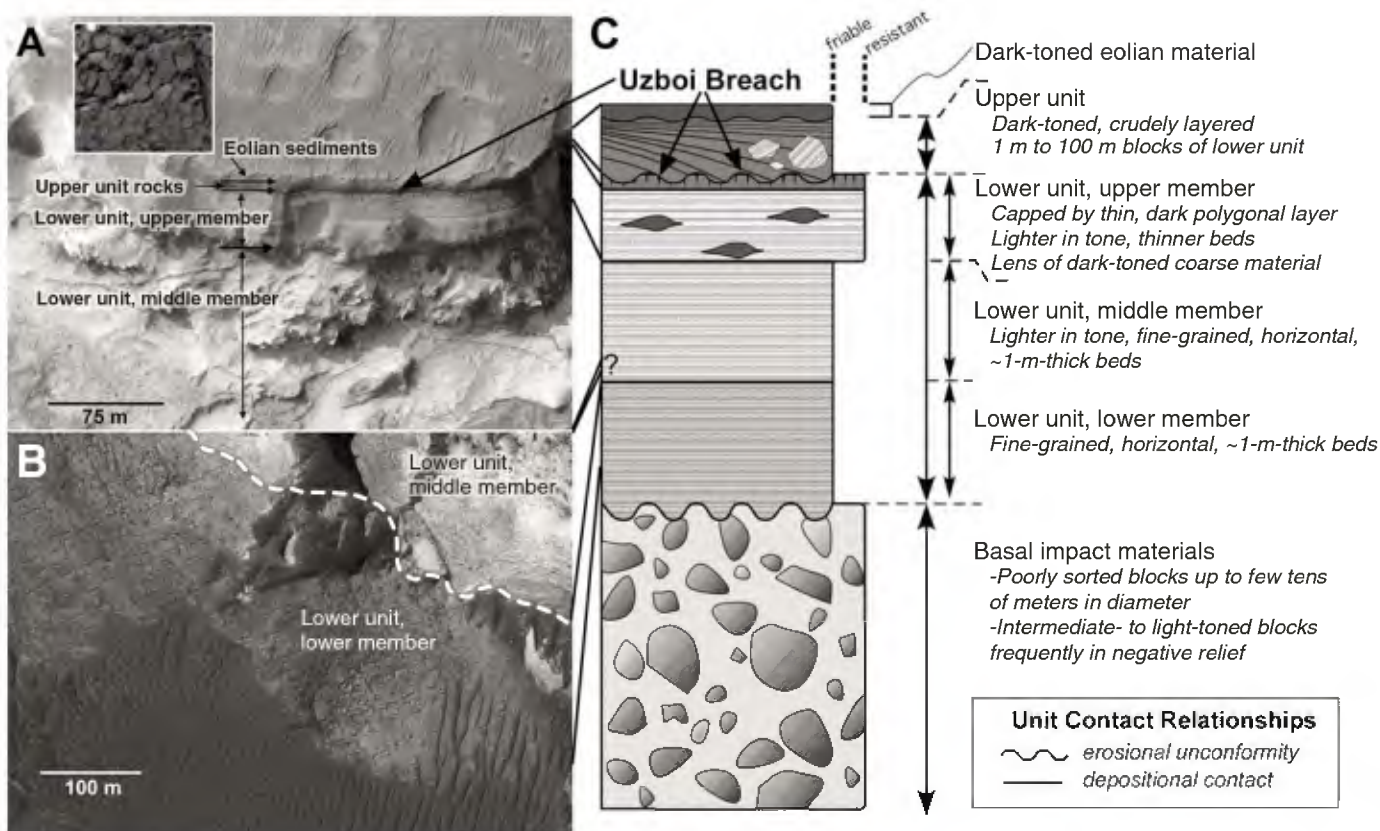 A
Eolian sediments
Upper unit rocks
Lower unit, upper member
Lower unit, middle member
75 m
B
Lower unit,
middle member
Lower unit,
lower member
100 m
C
Uzboi Breach
friable
resistant
?
Dark-toned eolian material
Upper unit
Dark-toned, crudely layered
1 m to 100 m blocks of lower unit
Lower unit, upper member
Capped by thin, dark polygonal layer
Lighter in tone, thinner beds
Lens of dark-toned coarse material
Lower unit, middle member
Lighter in tone, fine-grained, horizontal,
~1-m-thick beds
Lower unit, lower member
Fine-grained, horizontal, ~1-m-thick beds
Basal impact materials
-Poorly sorted blocks up to few tens
of meters in diameter
-Intermediate- to light-toned blocks
frequently in negative relief
Unit Contact Relationships
erosional unconformity
depositional contact